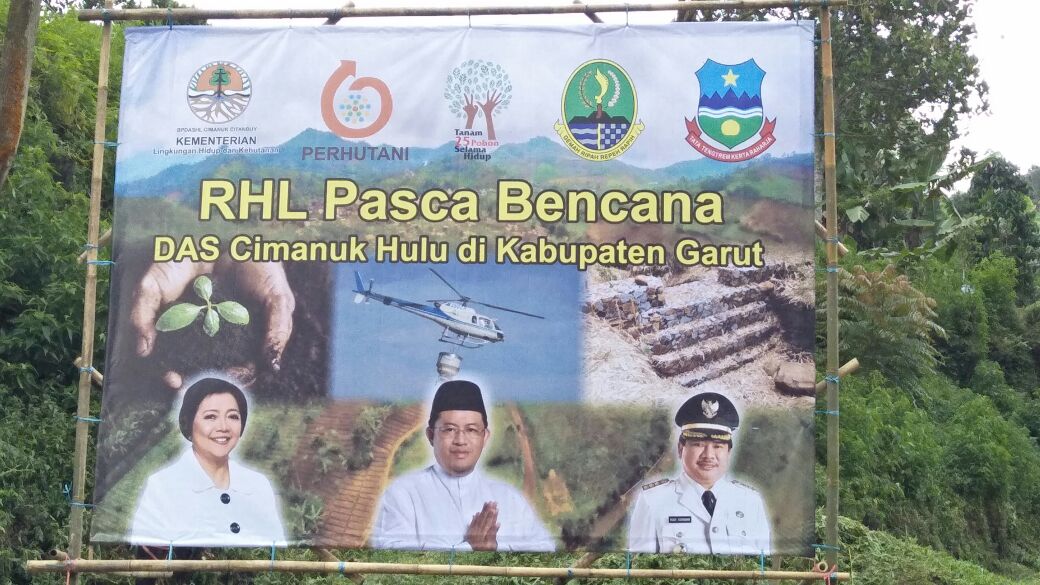 BPDASHL CIMANUK CITANDUY
KEMENTERIAN
Lingkungan Hidup dan Kehutanan
PERHUTANI
Tanam
25 Pohon
Selama
Hidup
GEMAH RIPAH REPEH RAPIH
TATA TENGTREM KERTA RAHARJA
RHL Pasca Bencana
DAS Cimanuk Hulu di Kabupaten Garut